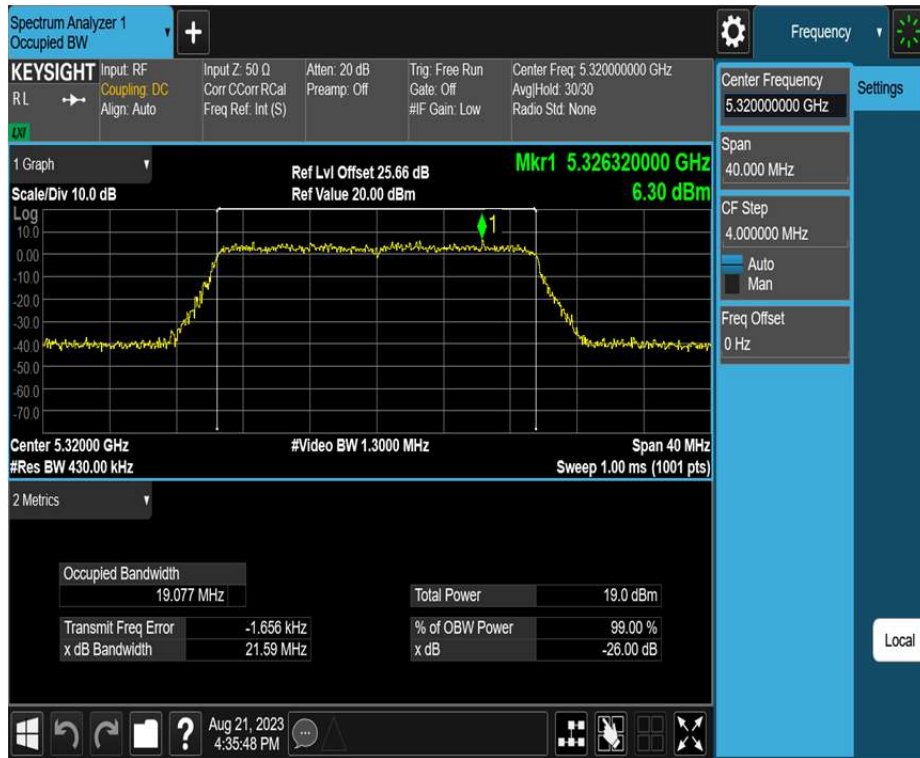 Spectrum Analyzer 1
Occupied BW
+
Frequency
KEYSIGHT
R L
LXI
Input: RF
Coupling: DC
Align: Auto
Input Z: 50 Ω
Corr CCorr RCal
Freq Ref: Int (S)
Atten: 20 dB
Preamp: Off
Trig: Free Run
Gate: Off
#IF Gain: Low
Center Freq: 5.320000000 GHz
Avg|Hold: 30/30
Radio Std: None
Center Frequency
5.320000000 GHz
Settings
Span
40.000 MHz
CF Step
4.000000 MHz
Auto
Man
Freq Offset
0 Hz
Local
1 Graph
Scale/Div 10.0 dB
Ref Lvl Offset 25.66 dB
Ref Value 20.00 dBm
Mkr1 5.326320000 GHz
6.30 dBm
Log
10.0
0.00
-10.0
-20.0
-30.0
-40.0
-50.0
-60.0
-70.0
1
Center 5.32000 GHz
#Video BW 1.3000 MHz
Span 40 MHz
#Res BW 430.00 kHz
Sweep 1.00 ms (1001 pts)
2 Metrics
Occupied Bandwidth
19.077 MHz
Total Power 19.0 dBm
Transmit Freq Error -1.656 kHz
% of OBW Power 99.00 %
x dB Bandwidth 21.59 MHz
x dB -26.00 dB
?
Aug 21, 2023
4:35:48 PM